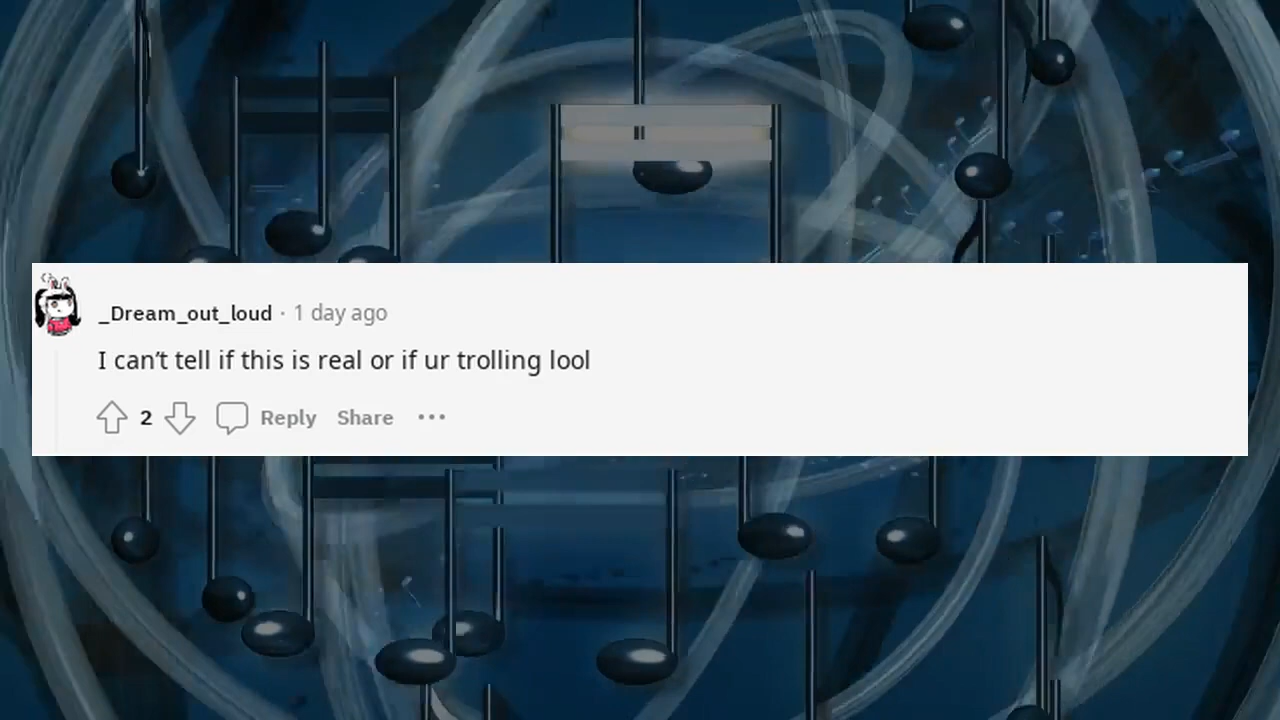 _Dream_out_loud · 1 day ago
I can’t tell if this is real or if ur trolling lool
2 Reply Share •••